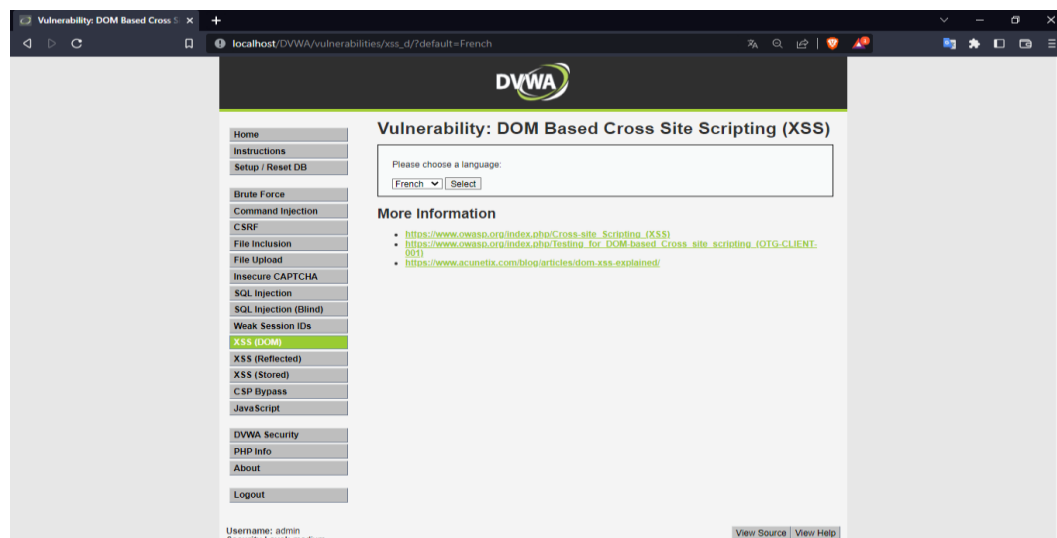 Vulnerability: DOM Based Cross S
localhost/DVWA/vulnerabilities/xss_d/?default=French
DVWA
Home
Instructions
Setup / Reset DB
Brute Force
Command Injection
CSRF
File Inclusion
File Upload
Insecure CAPTCHA
SQL Injection
SQL Injection (Blind)
Weak Session IDs
XSS (DOM)
XSS (Reflected)
XSS (Stored)
CSP Bypass
JavaScript
DVWA Security
PHP Info
About
Logout
Vulnerability: DOM Based Cross Site Scripting (XSS)
Please choose a language:
French Select
More Information
https://www.owasp.org/index.php/Cross-site_Scripting_(XSS)
https://www.owasp.org/index.php/Testing_for_DOM-based_Cross_site_scripting_(OTG-CLIENT-
001)
https://www.acunetix.com/blog/articles/dom-xss-explained/
Username: admin
View Source View Help